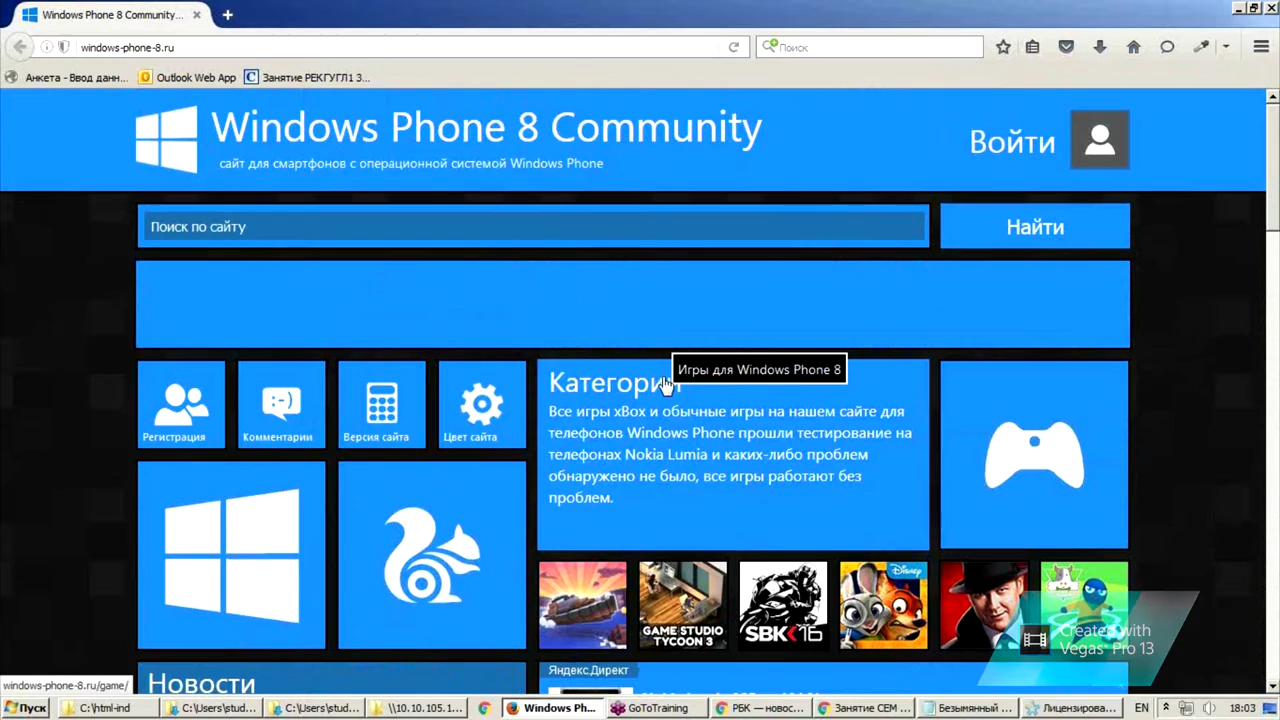 Windows Phone 8 Community...
windows-phone-8.ru
Поиск
Анкета - Ввод данн...
Outlook Web App
Занятие РЕКГУГЛ1 3...
Windows Phone 8 Community
сайт для смартфонов с операционной системой Windows Phone
Войти
Поиск по сайту
Найти
Игры для Windows Phone 8
Категории
Все игры xBox и обычные игры на нашем сайте для
телефонов Windows Phone прошли тестирование на
телефонах Nokia Lumia и каких-либо проблем
обнаружено не было, все игры работают без
проблем.
Регистрация
Комментарии
Версия сайта
Цвет сайта
GAME STUDIO
TYCOON 3
SBK16
Disney
Created with
Vegas Pro 13
Яндекс.Директ
Новости
windows-phone-8.ru/game/
Пуск
C:\html-ind
C:\Users\stud...
C:\Users\stud...
\\10.10.105.1...
Windows Ph...
GoToTraining
РБК — новос...
Занятие СЕМ ...
Безымянный ...
Лицензирова...
EN
18:03